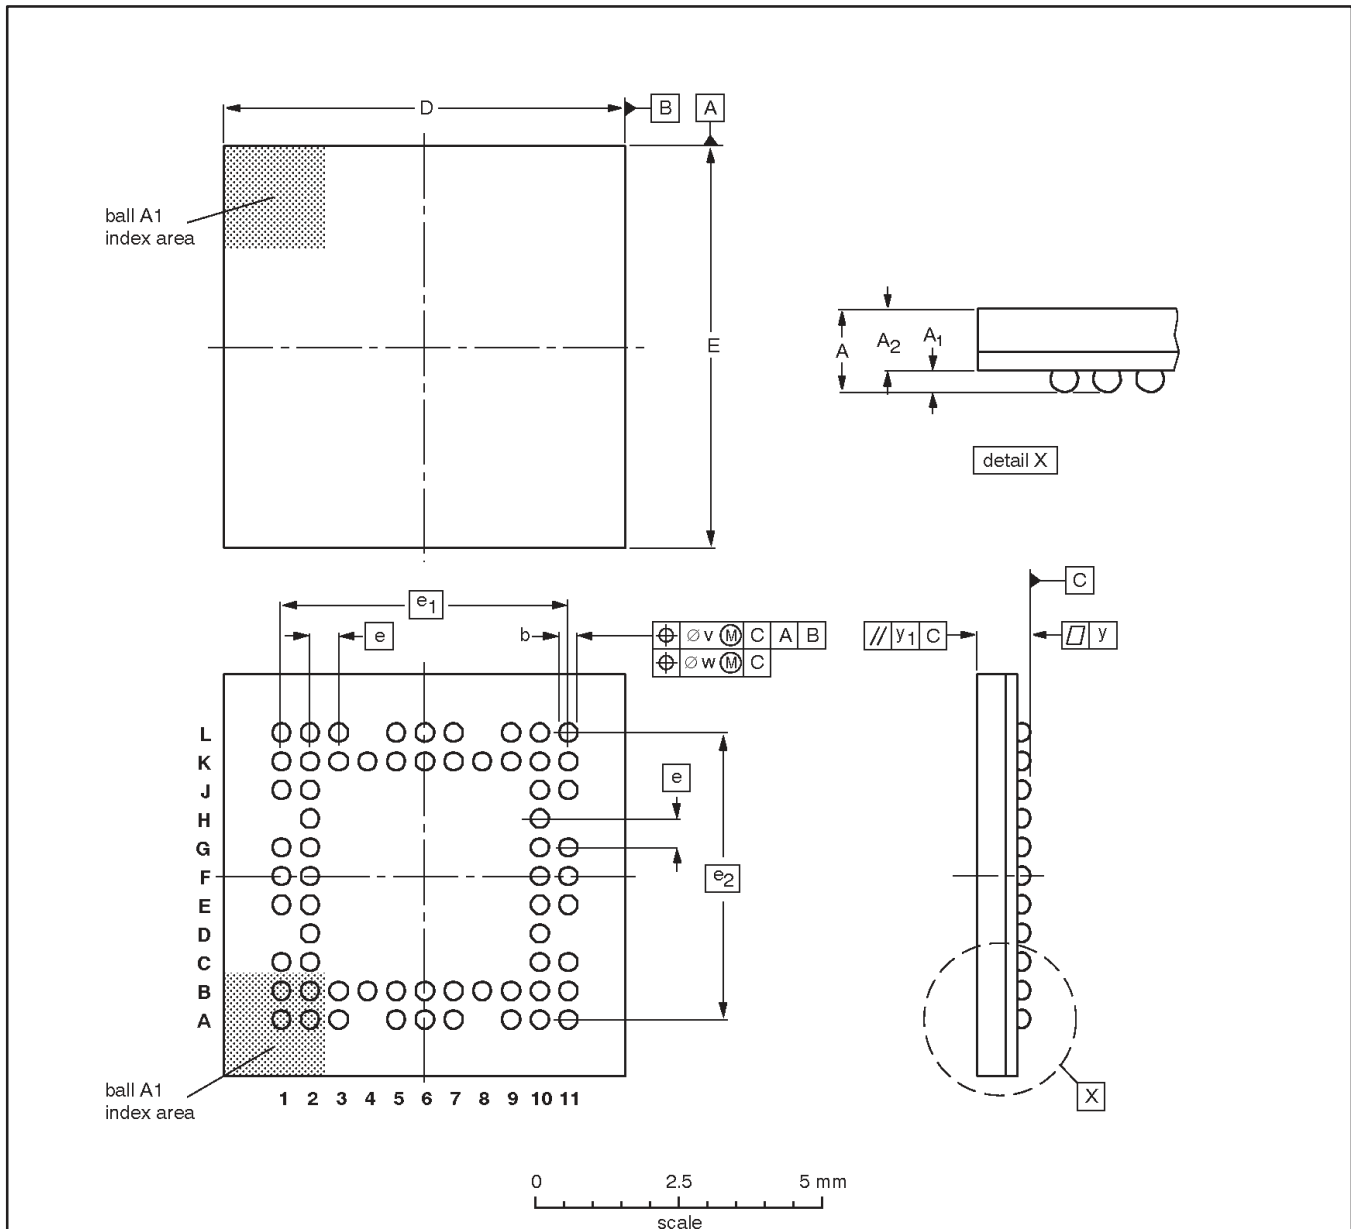 D
B
A
ball A1
index area
E
A
A2
A1
detail X
e1
e
b
⌀ v Ⓜ C A B
⌀ w Ⓜ C
C
// y1 C
▱ y
L
K
J
H
G
F
E
D
C
B
A
e
e2
ball A1
index area
1 2 3 4 5 6 7 8 9 10 11
X
0 2.5 5 mm
scale